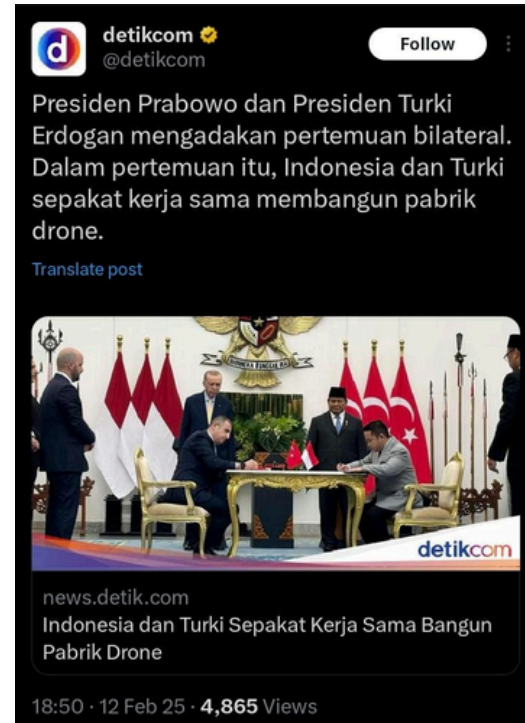 detikcom
@detikcom
Follow
Presiden Prabowo dan Presiden Turki
Erdogan mengadakan pertemuan bilateral.
Dalam pertemuan itu, Indonesia dan Turki
sepakat kerja sama membangun pabrik
drone.
Translate post
detikcom
news.detik.com
Indonesia dan Turki Sepakat Kerja Sama Bangun
Pabrik Drone
18:50 · 12 Feb 25 · 4,865 Views